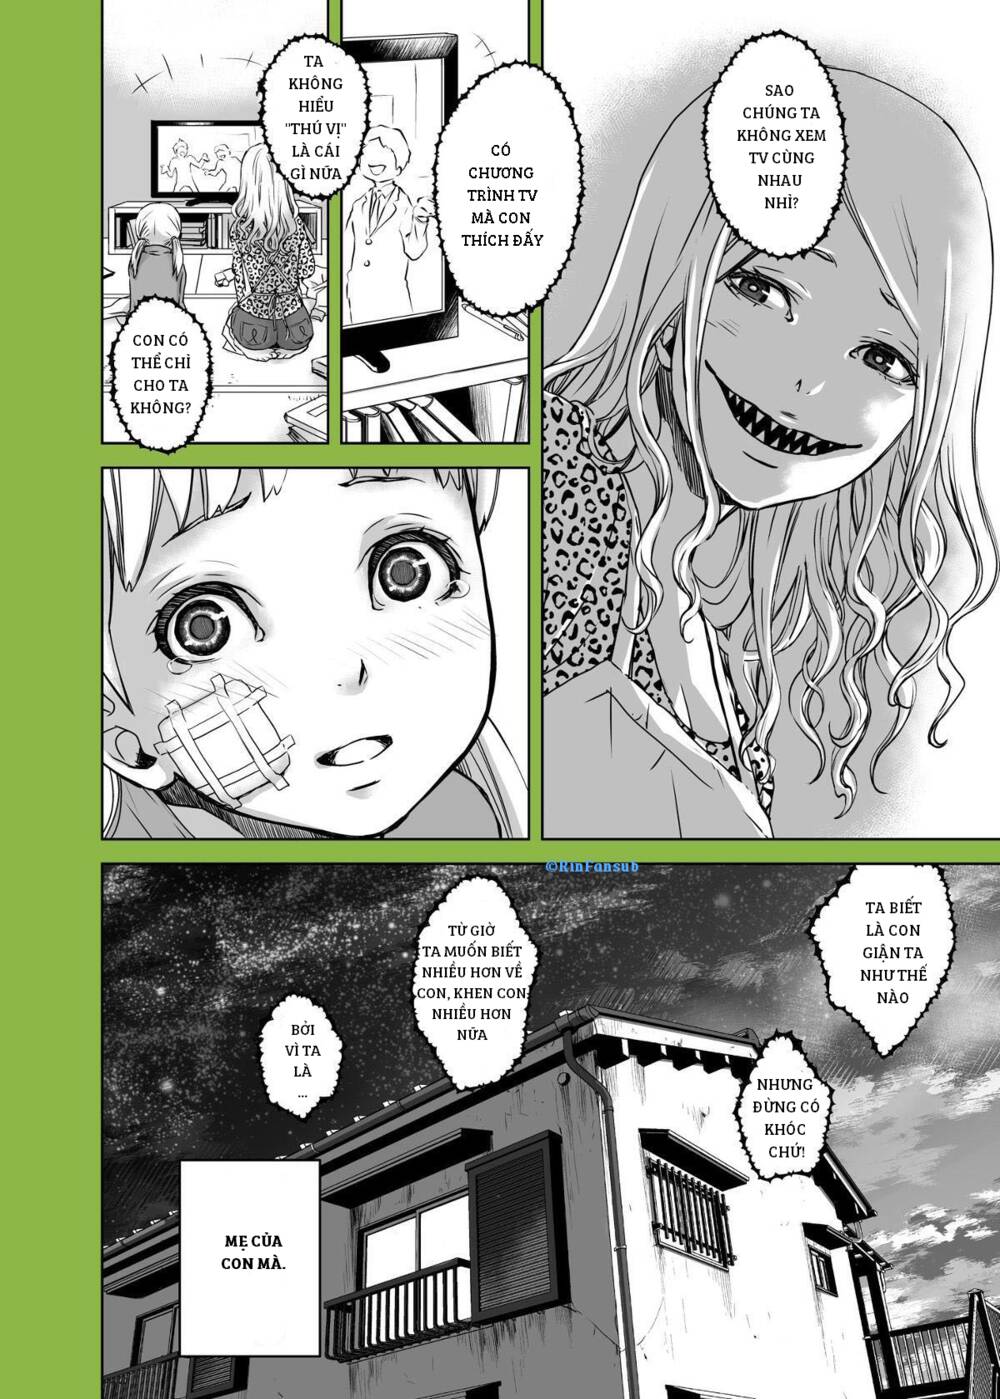 SAO
CHÚNG TA
KHÔNG XEM
TV CÙNG
NHAU
NHỈ?
CÓ
CHƯƠNG
TRÌNH TV
MÀ CON
THÍCH ĐẤY
TA
KHÔNG
HIỂU
"THÚ VỊ"
LÀ CÁI
GÌ NỮA
CON CÓ
THỂ CHỈ
CHO TA
KHÔNG?
©RinFansub
TA BIẾT
LÀ CON
GIẬN TA
NHƯ THẾ
NÀO
NHƯNG
ĐỪNG CÓ
KHÓC
CHỨ!
TỪ GIỜ
TA MUỐN BIẾT
NHIỀU HƠN VỀ
CON, KHEN CON
NHIỀU HƠN
NỮA
BỞI
VÌ TA
LÀ
...
MẸ CỦA
CON MÀ.